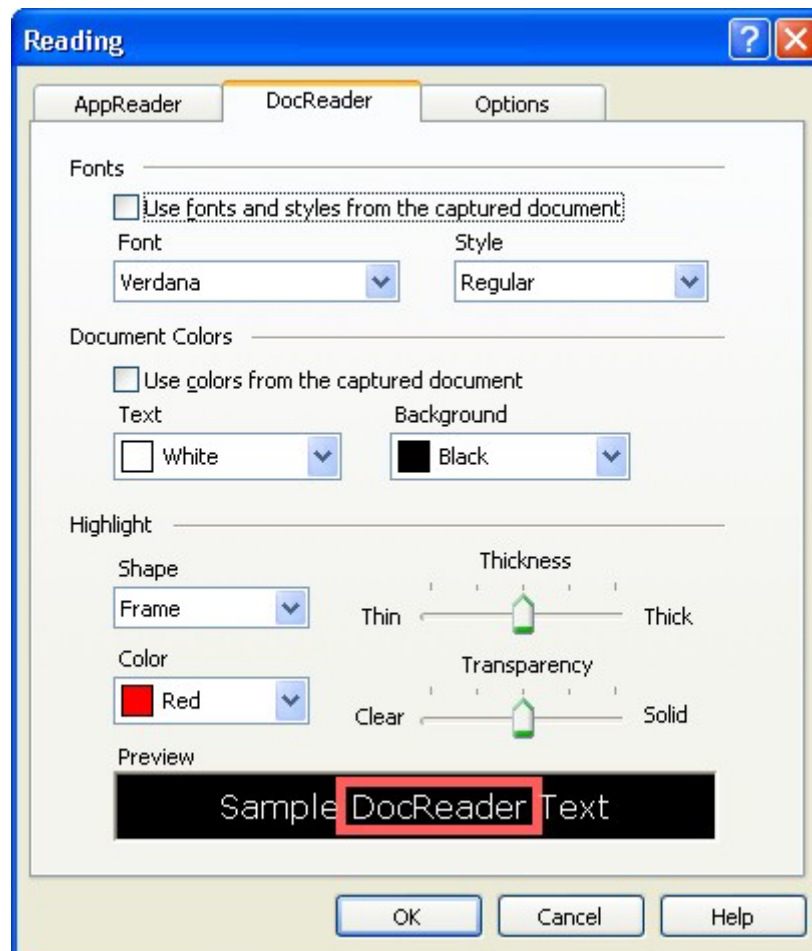 Reading
AppReader DocReader Options
Fonts
Use fonts and styles from the captured document
Font Style
Verdana Regular
Document Colors
Use colors from the captured document
Text Background
White Black
Highlight
Shape Thickness
Frame Thin Thick
Color Transparency
Red Clear Solid
Preview
Sample DocReader Text
OK Cancel Help